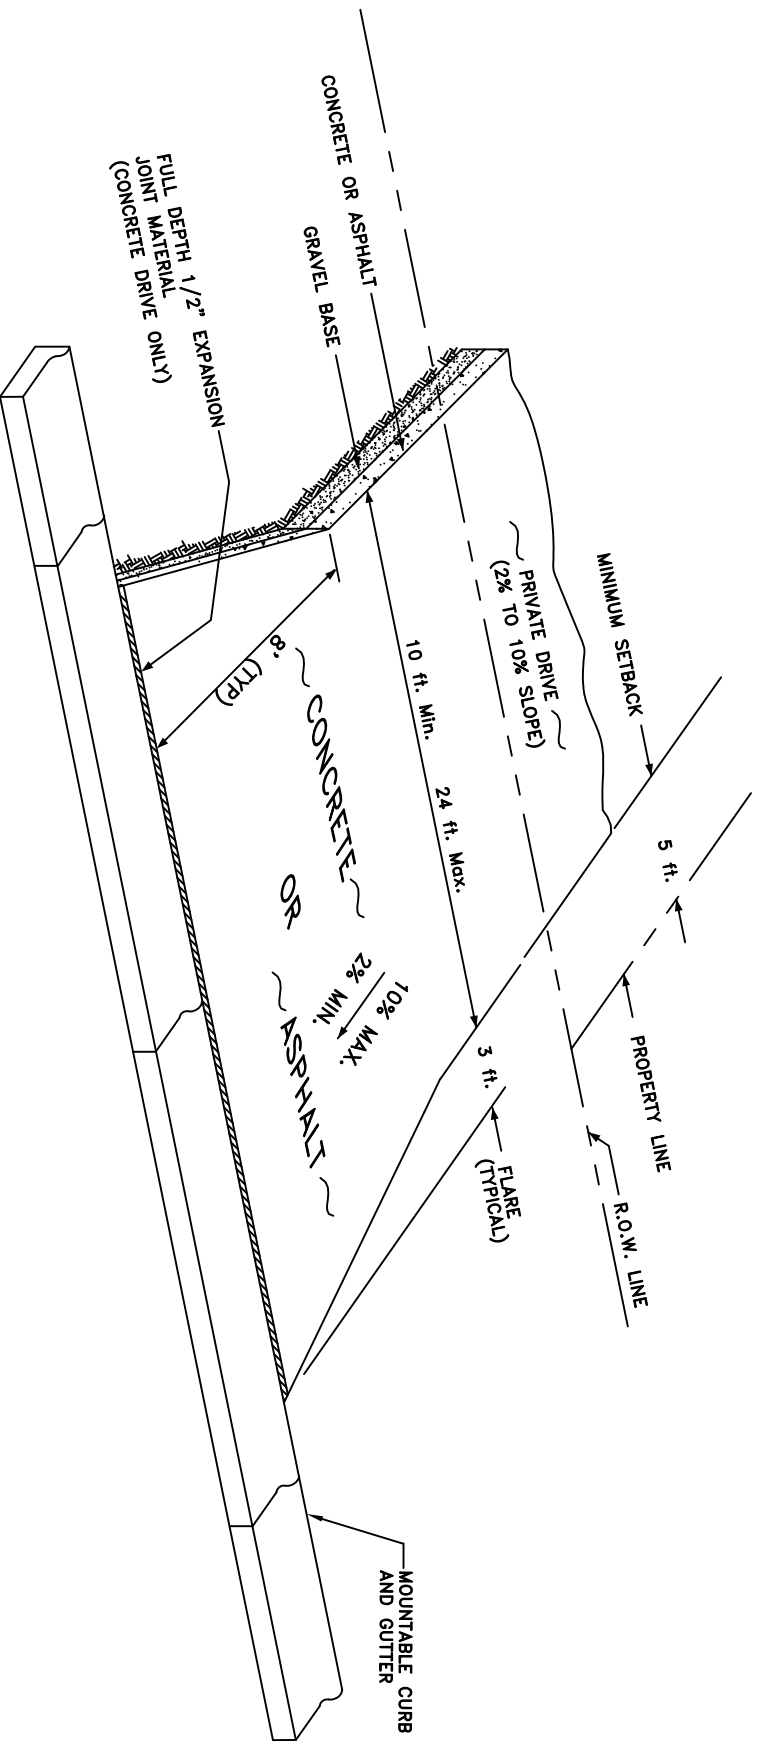 CONCRETE OR ASPHALT
GRAVEL BASE
FULL DEPTH 1/2" EXPANSION
JOINT MATERIAL
(CONCRETE DRIVE ONLY)
MINIMUM SETBACK
PRIVATE DRIVE
(2% TO 10% SLOPE)
5 ft.
PROPERTY LINE
R.O.W. LINE
10 ft. Min.
24 ft. Max.
3 ft.
FLARE
(TYPICAL)
8' (TYP)
CONCRETE
OR
ASPHALT
10% MAX.
2% MIN.
MOUNTABLE CURB
AND GUTTER